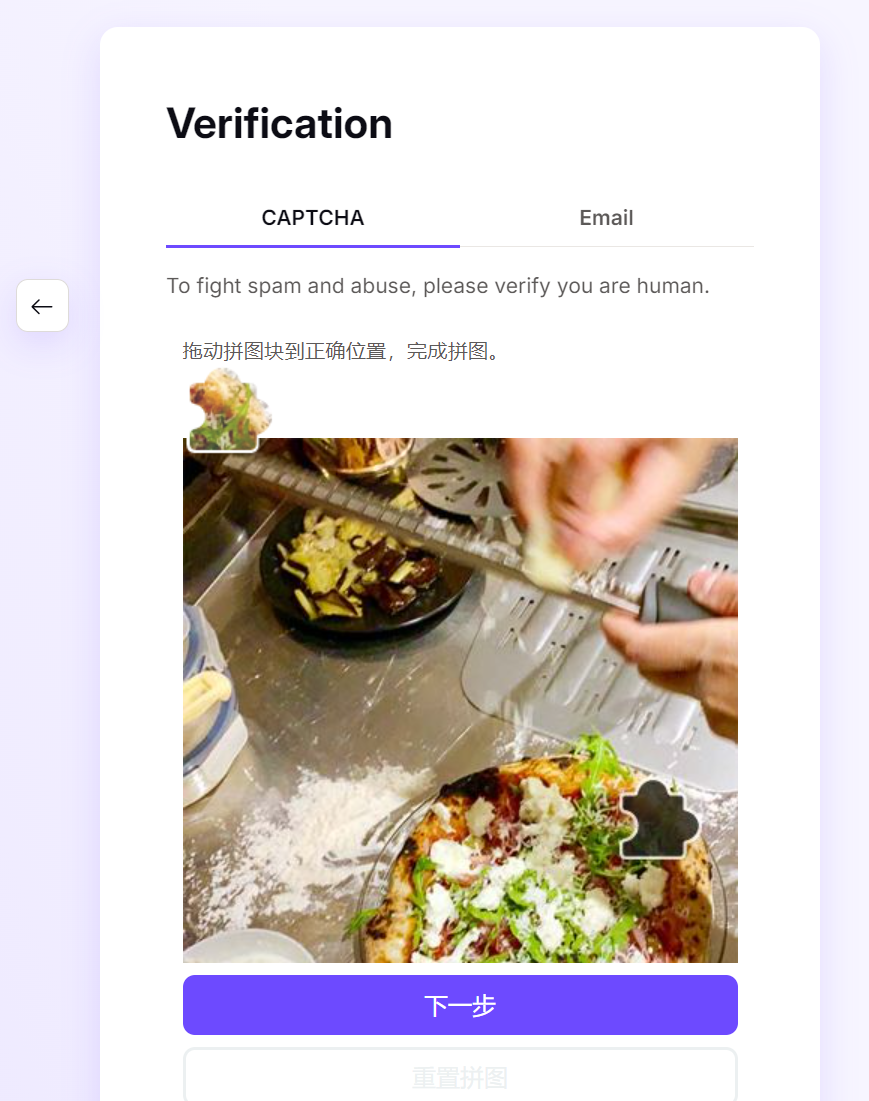 Verification
CAPTCHA
Email
To fight spam and abuse, please verify you are human.
拖动拼图块到正确位置，完成拼图。
下一步
重置拼图